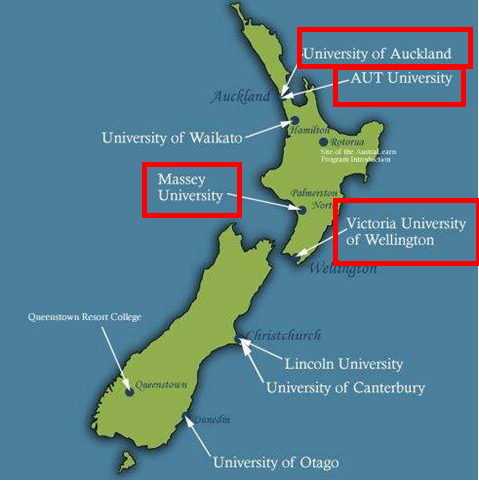 University of Auckland
AUT University
Auckland
University of Waikato
Hamilton
Rotorua
Site of the AustraLearn
Program Introduction
Massey
University
Palmerston
North
Victoria University
of Wellington
Wellington
Queenstown Resort College
Christchurch
Lincoln University
University of Canterbury
Queenstown
Dunedin
University of Otago